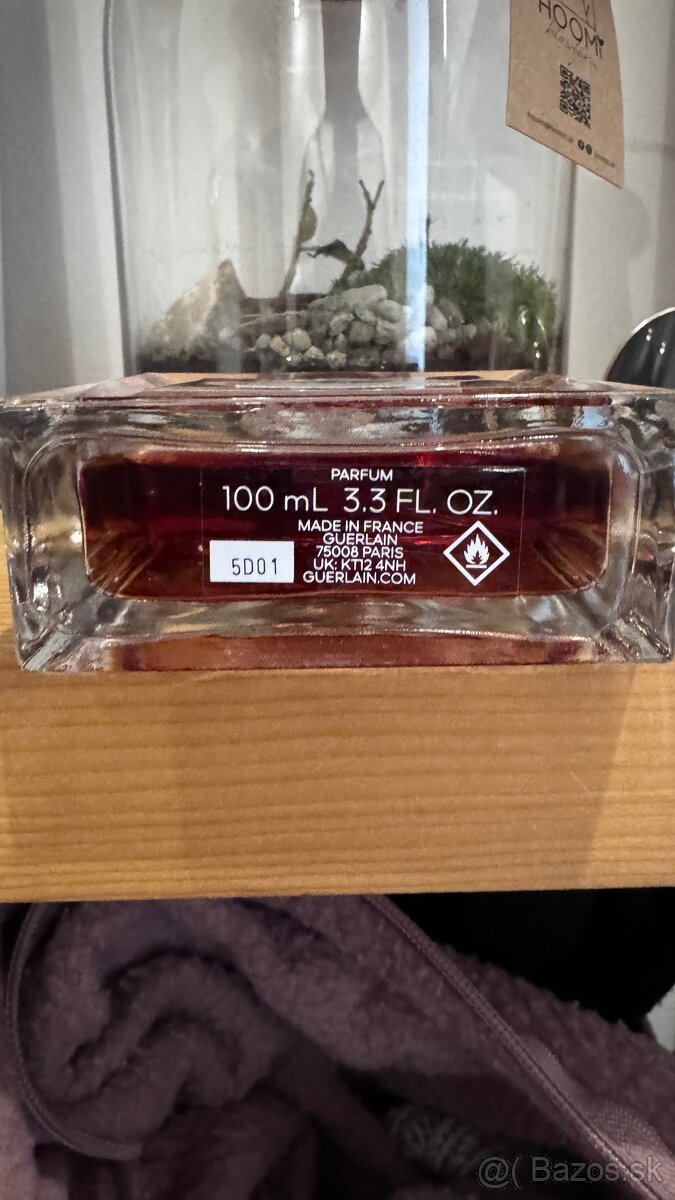 HOOMi
PARFUM
100 mL 3.3 FL. OZ.
MADE IN FRANCE
GUERLAIN
75008 PARIS
UK: KT12 4NH
GUERLAIN.COM
5D01
@( Bazos.sk